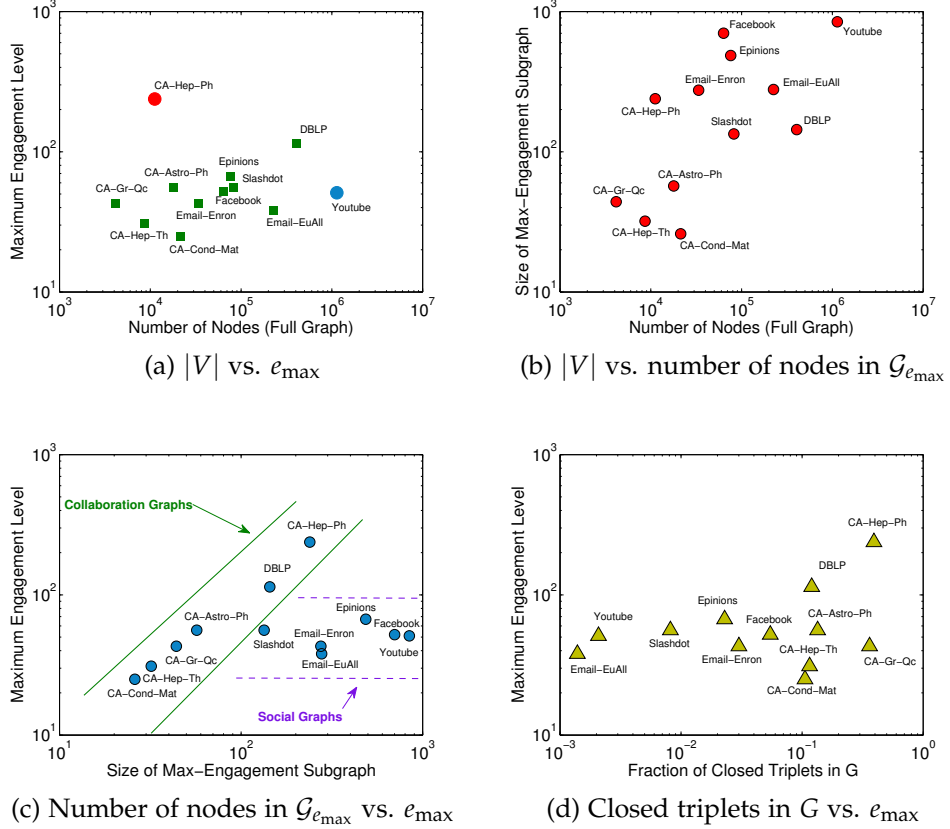 10^3
10^2
10^1
Maximum Engagement Level
CA−Hep−Ph
DBLP
Epinions
CA−Astro−Ph
Slashdot
CA−Gr−Qc
Facebook
Email−Enron
Youtube
Email−EuAll
CA−Hep−Th
CA−Cond−Mat
10^3 10^4 10^5 10^6 10^7
Number of Nodes (Full Graph)
(a) |V| vs. e_max
10^3
10^2
10^1
Size of Max−Engagement Subgraph
Facebook
Youtube
Epinions
Email−Enron
Email−EuAll
CA−Hep−Ph
DBLP
Slashdot
CA−Astro−Ph
CA−Gr−Qc
CA−Hep−Th
CA−Cond−Mat
10^3 10^4 10^5 10^6 10^7
Number of Nodes (Full Graph)
(b) |V| vs. number of nodes in 𝒢_e_max
10^3
10^2
10^1
Maximum Engagement Level
Collaboration Graphs
CA−Hep−Ph
DBLP
Epinions
CA−Astro−Ph
Facebook
Slashdot
Email−Enron
Youtube
CA−Gr−Qc
Email−EuAll
CA−Hep−Th
CA−Cond−Mat
Social Graphs
10^1 10^2 10^3
Size of Max−Engagement Subgraph
(c) Number of nodes in 𝒢_e_max vs. e_max
10^3
10^2
10^1
Maximum Engagement Level
CA−Hep−Ph
DBLP
Epinions
Youtube
Facebook
CA−Astro−Ph
Slashdot
CA−Hep−Th
Email−Enron
CA−Gr−Qc
Email−EuAll
CA−Cond−Mat
10^−3 10^−2 10^−1 10^0
Fraction of Closed Triplets in G
(d) Closed triplets in G vs. e_max